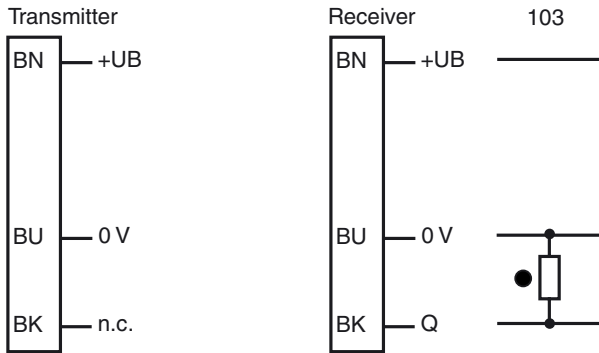 Transmitter
BN +UB
BU 0 V
BK n.c.
Receiver
BN +UB
BU 0 V
BK Q
103